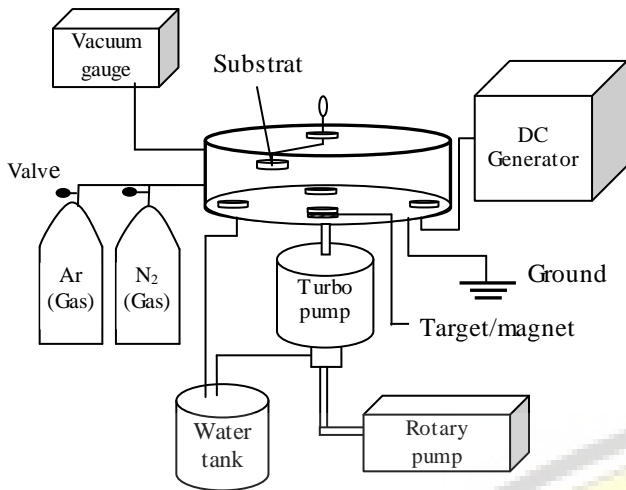 Vacuum
gauge
Substrat
DC
Generator
Valve
Ar
(Gas)
N₂
(Gas)
Turbo
pump
Ground
Target/magnet
Water
tank
Rotary
pump